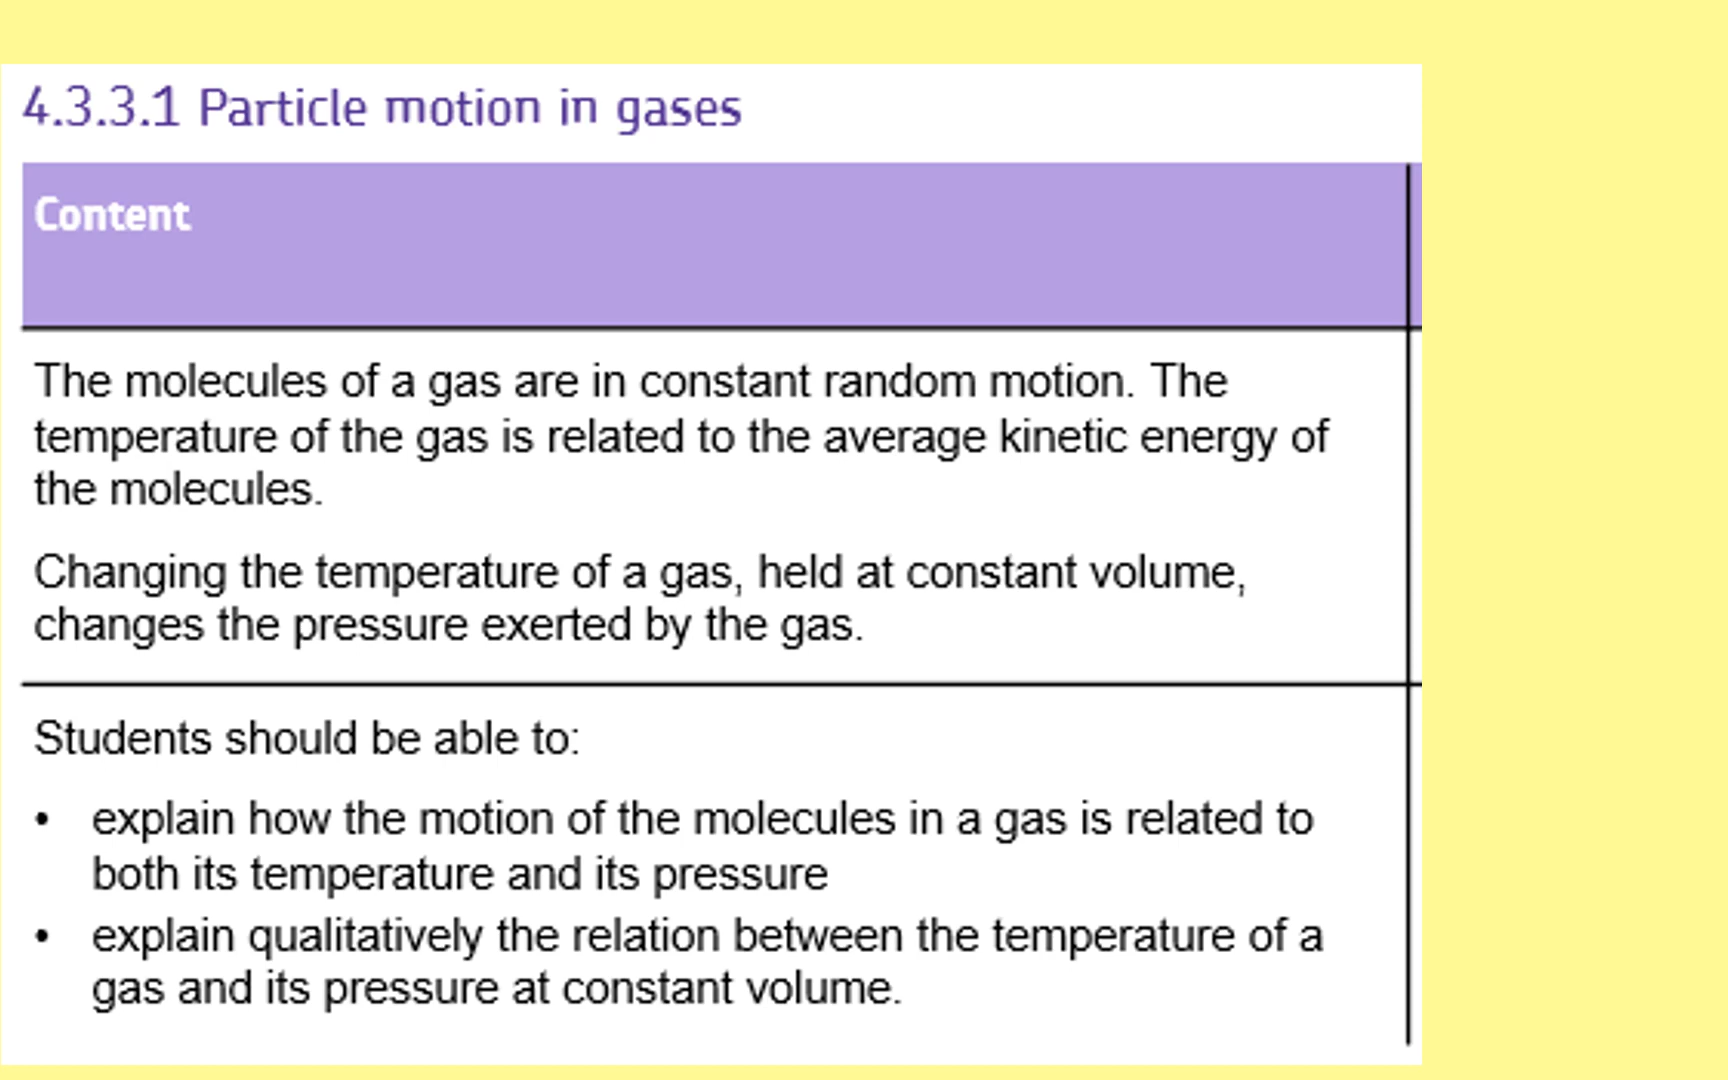 4.3.3.1 Particle motion in gases
Content
The molecules of a gas are in constant random motion. The
temperature of the gas is related to the average kinetic energy of
the molecules.
Changing the temperature of a gas, held at constant volume,
changes the pressure exerted by the gas.
Students should be able to:
• explain how the motion of the molecules in a gas is related to
both its temperature and its pressure
• explain qualitatively the relation between the temperature of a
gas and its pressure at constant volume.